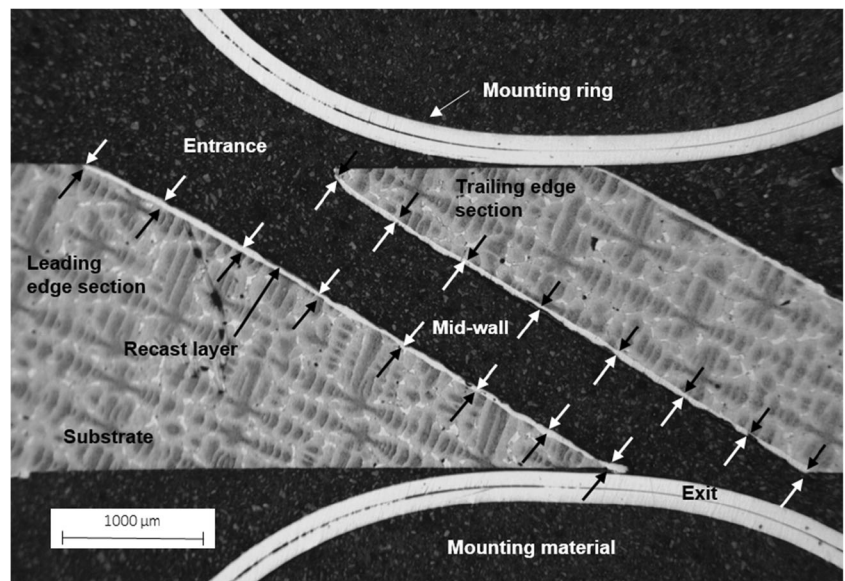 Mounting ring
Entrance
Trailing edge
section
Leading
edge section
Mid-wall
Recast layer
Substrate
Exit
1000 µm
Mounting material